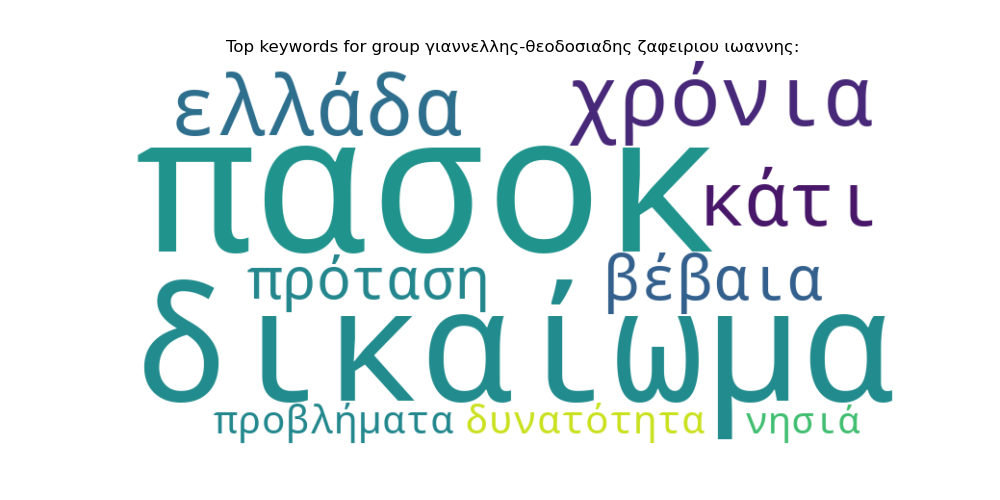 Top keywords for group γιαννελλης-θεοδοσιαδης ζαφειριου ιωαννης:
ελλάδα χρόνια
πασοκ κάτι
πρόταση βέβαια
δικαίωμα
προβλήματα δυνατότητα νησιά